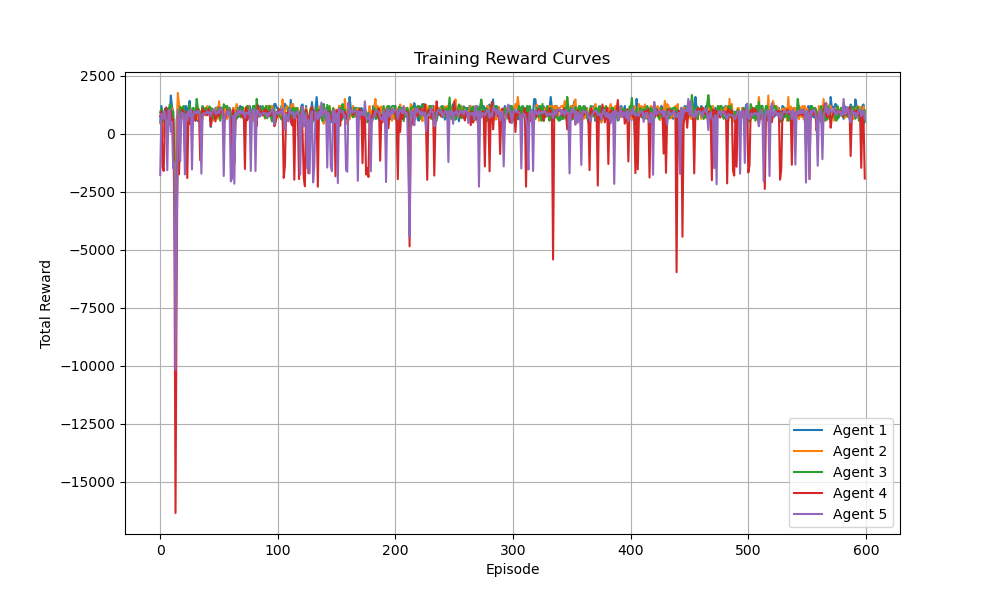 Training Reward Curves
2500
0
−2500
−5000
−7500
−10000
−12500
−15000
Total Reward
0 100 200 300 400 500 600
Episode
Agent 1
Agent 2
Agent 3
Agent 4
Agent 5